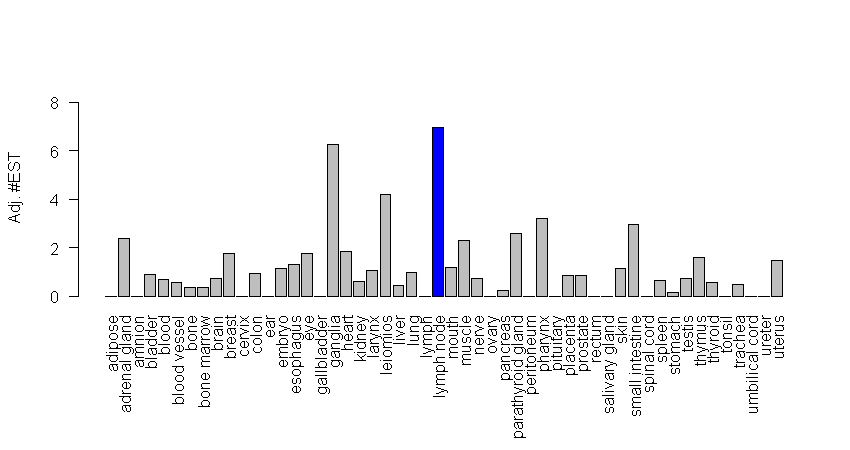 Adj. #EST
8
6
4
2
0
adipose
adrenal gland
amnion
bladder
blood
blood vessel
bone
bone marrow
brain
breast
cervix
colon
ear
embryo
esophagus
eye
gallbladder
ganglia
heart
kidney
larynx
leiomios
liver
lung
lymph
lymph node
mouth
muscle
nerve
ovary
pancreas
parathyroid gland
peritoneum
pharynx
pituitary
placenta
prostate
rectum
salivary gland
skin
small intestine
spinal cord
spleen
stomach
testis
thymus
thyroid
tonsil
trachea
umbilical cord
ureter
uterus